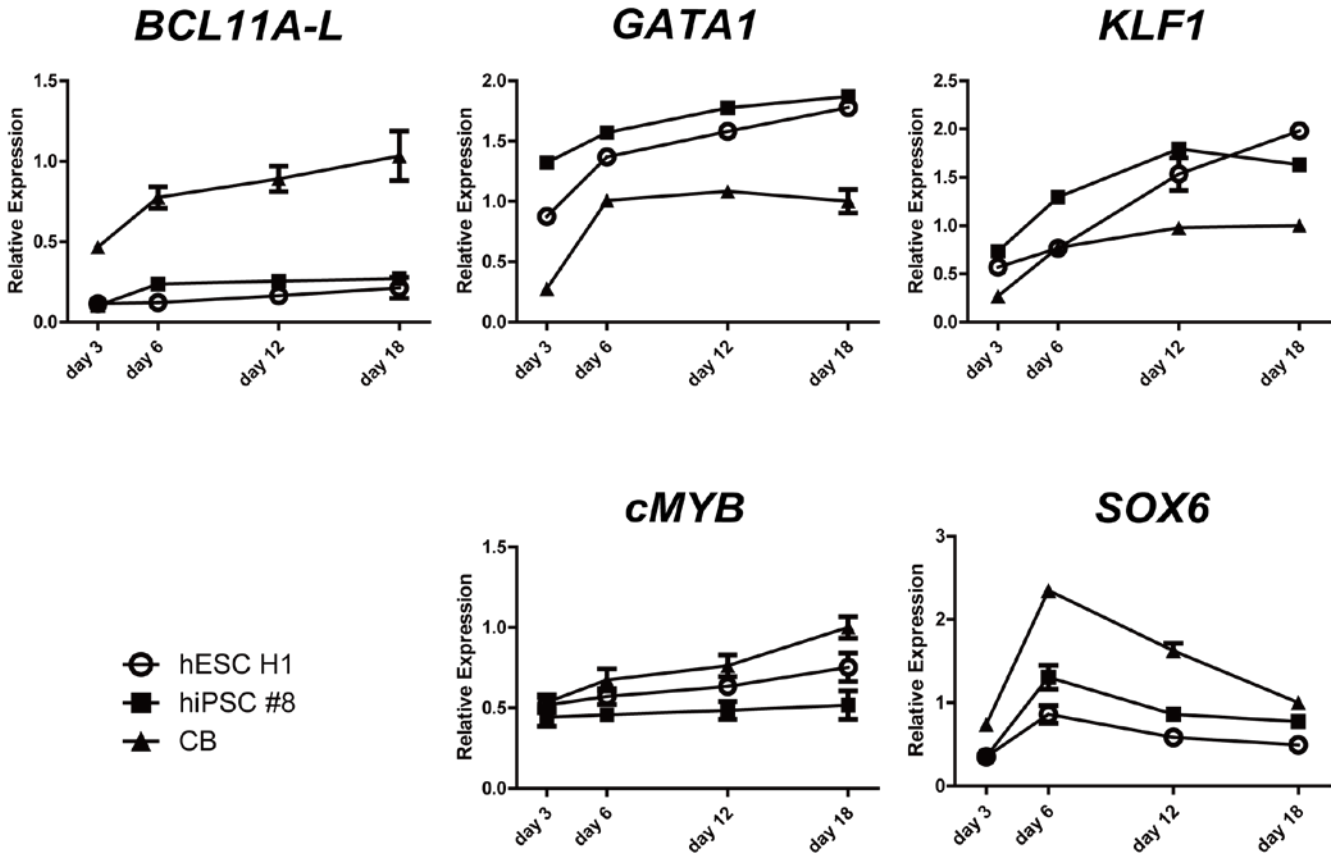 BCL11A-L
Relative Expression
1.5
1.0
0.5
0.0
day 3
day 6
day 12
day 18
GATA1
Relative Expression
2.0
1.5
1.0
0.5
0.0
day 3
day 6
day 12
day 18
KLF1
Relative Expression
2.5
2.0
1.5
1.0
0.5
0.0
day 3
day 6
day 12
day 18
hESC H1
hiPSC #8
CB
cMYB
Relative Expression
1.5
1.0
0.5
0.0
day 3
day 6
day 12
day 18
SOX6
Relative Expression
3
2
1
0
day 3
day 6
day 12
day 18